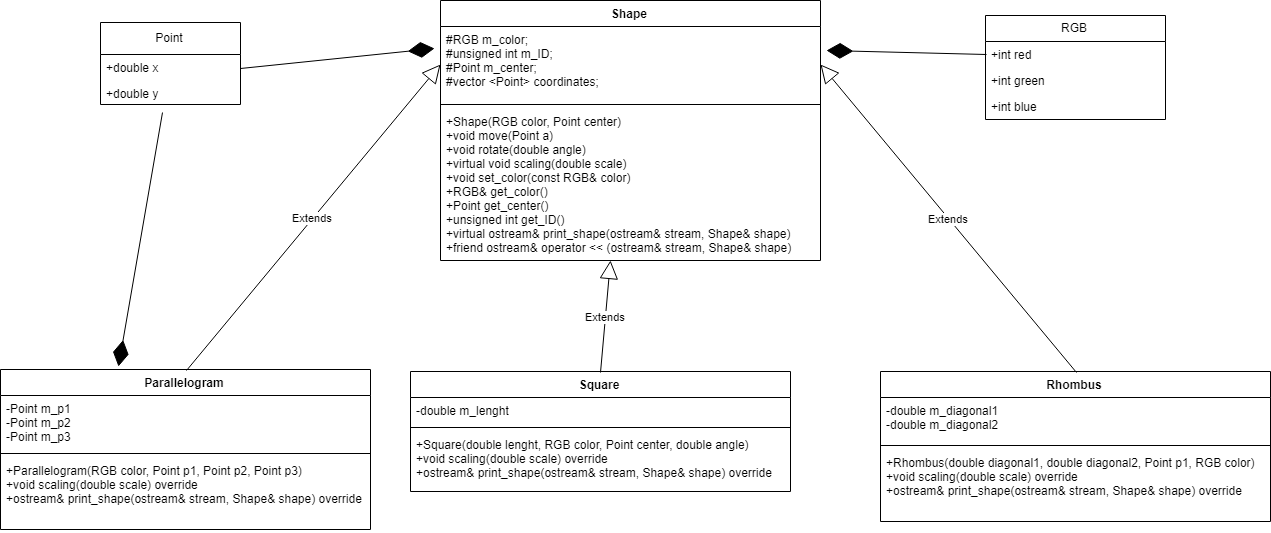 Point
+double x
+double y
Shape
#RGB m_color;
#unsigned int m_ID;
#Point m_center;
#vector <Point> coordinates;
+Shape(RGB color, Point center)
+void move(Point a)
+void rotate(double angle)
+virtual void scaling(double scale)
+void set_color(const RGB& color)
+RGB& get_color()
+Point get_center()
+unsigned int get_ID()
+virtual ostream& print_shape(ostream& stream, Shape& shape)
+friend ostream& operator << (ostream& stream, Shape& shape)
RGB
+int red
+int green
+int blue
Extends
Extends
Extends
Parallelogram
-Point m_p1
-Point m_p2
-Point m_p3
+Parallelogram(RGB color, Point p1, Point p2, Point p3)
+void scaling(double scale) override
+ostream& print_shape(ostream& stream, Shape& shape) override
Square
-double m_lenght
+Square(double lenght, RGB color, Point center, double angle)
+void scaling(double scale) override
+ostream& print_shape(ostream& stream, Shape& shape) override
Rhombus
-double m_diagonal1
-double m_diagonal2
+Rhombus(double diagonal1, double diagonal2, Point p1, RGB color)
+void scaling(double scale) override
+ostream& print_shape(ostream& stream, Shape& shape) override